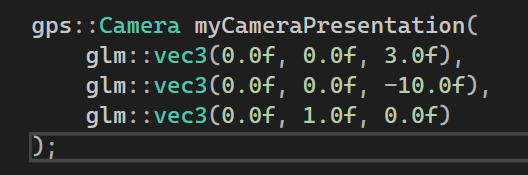 gps::Camera myCameraPresentation(
    glm::vec3(0.0f, 0.0f, 3.0f),
    glm::vec3(0.0f, 0.0f, -10.0f),
    glm::vec3(0.0f, 1.0f, 0.0f)
);